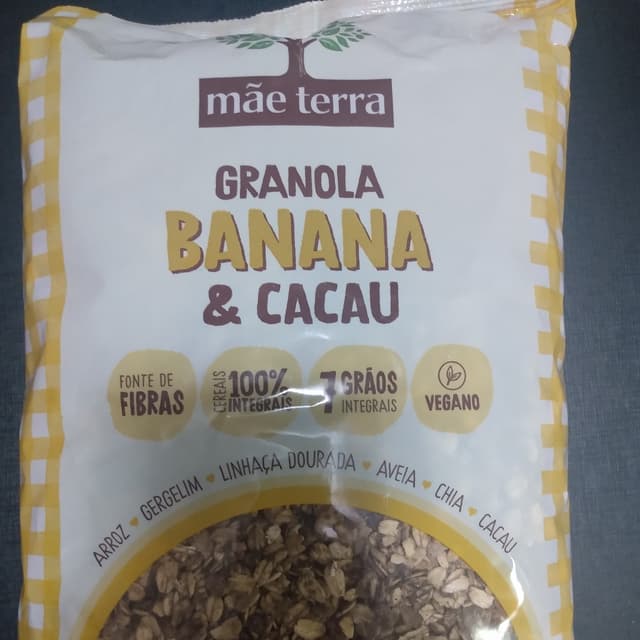 mãe terra
GRANOLA
BANANA
& CACAU
FONTE DE
FIBRAS
CEREAIS 100%
INTEGRAIS
7 GRÃOS
INTEGRAIS
VEGANO
ARROZ GERGELIM LINHAÇA DOURADA AVEIA CHIA CACAU